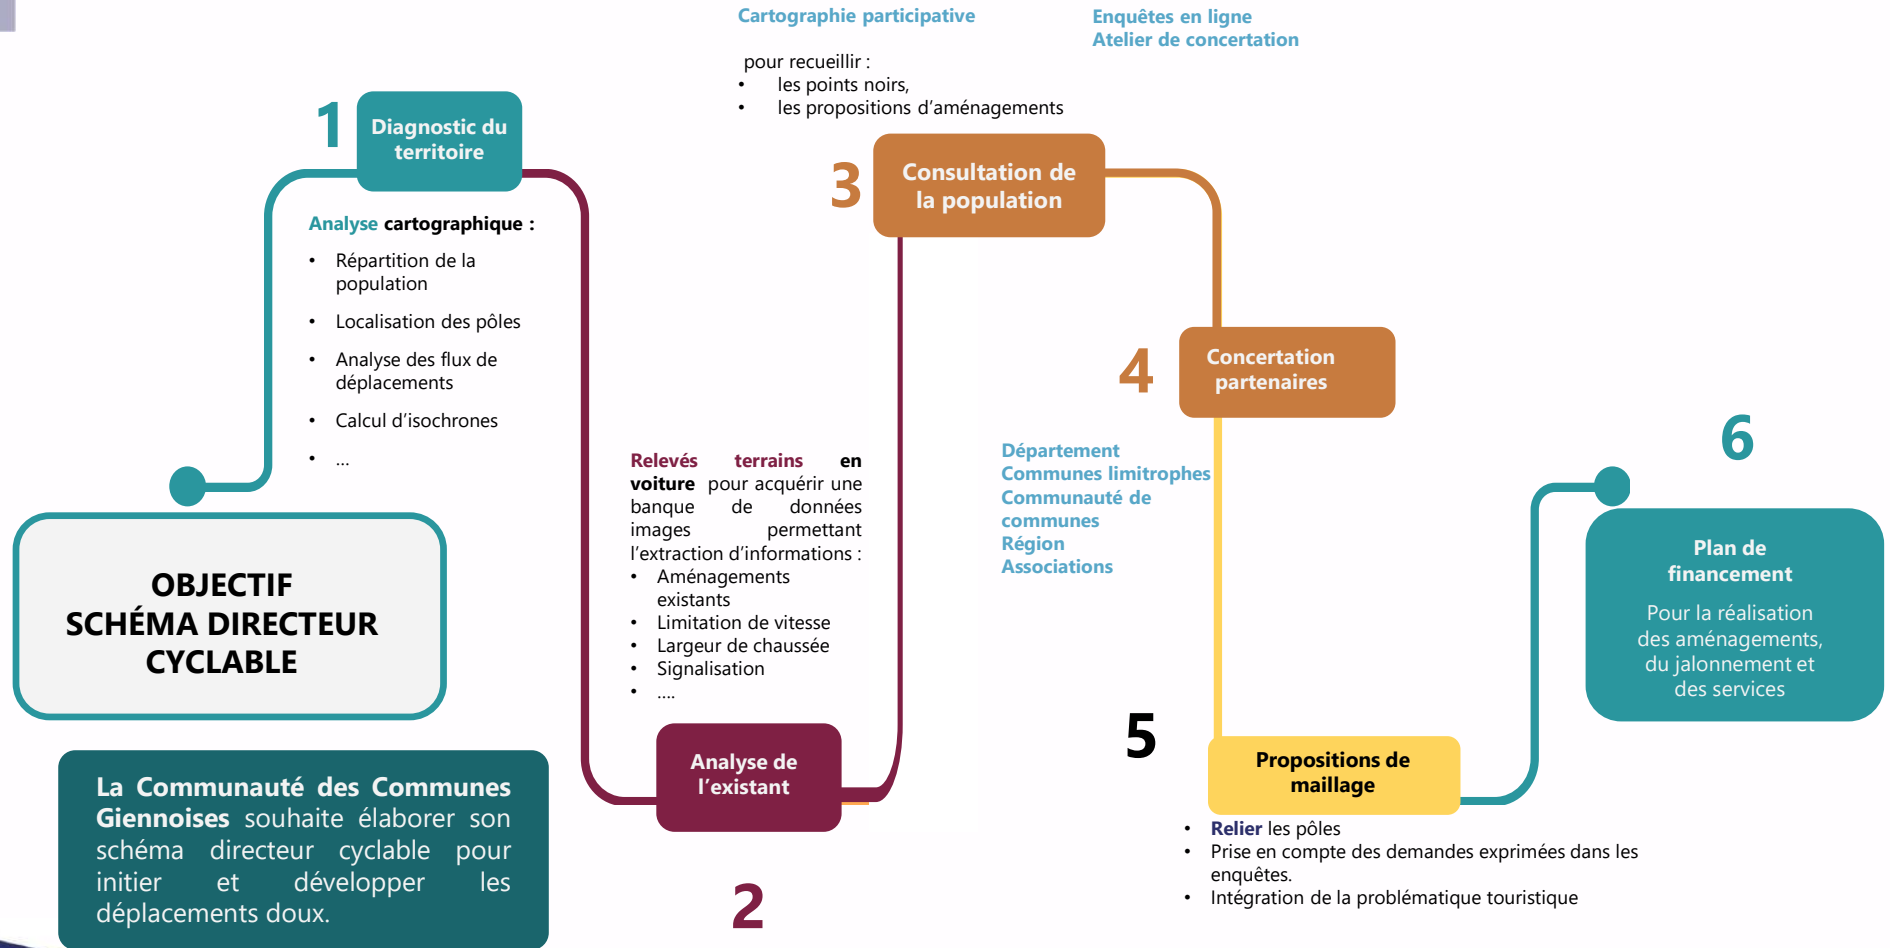 OBJECTIF
SCHÉMA DIRECTEUR
CYCLABLE
La Communauté des Communes
Giennoises souhaite élaborer son
schéma directeur cyclable pour
initier et développer les
déplacements doux.
1
Diagnostic du
territoire
Analyse cartographique :
• Répartition de la
population
• Localisation des pôles
• Analyse des flux de
déplacements
• Calcul d’isochrones
• ...
Relevés terrains en
voiture pour acquérir une
banque de données
images permettant
l’extraction d’informations :
• Aménagements
existants
• Limitation de vitesse
• Largeur de chaussée
• Signalisation
• ....
Analyse de
l’existant
2
Cartographie participative
pour recueillir :
• les points noirs,
• les propositions d’aménagements
Enquêtes en ligne
Atelier de concertation
3
Consultation de
la population
4
Concertation
partenaires
Département
Communes limitrophes
Communauté de
communes
Région
Associations
5
Propositions de
maillage
• Relier les pôles
• Prise en compte des demandes exprimées dans les
enquêtes.
• Intégration de la problématique touristique
6
Plan de
financement
Pour la réalisation
des aménagements,
du jalonnement et
des services